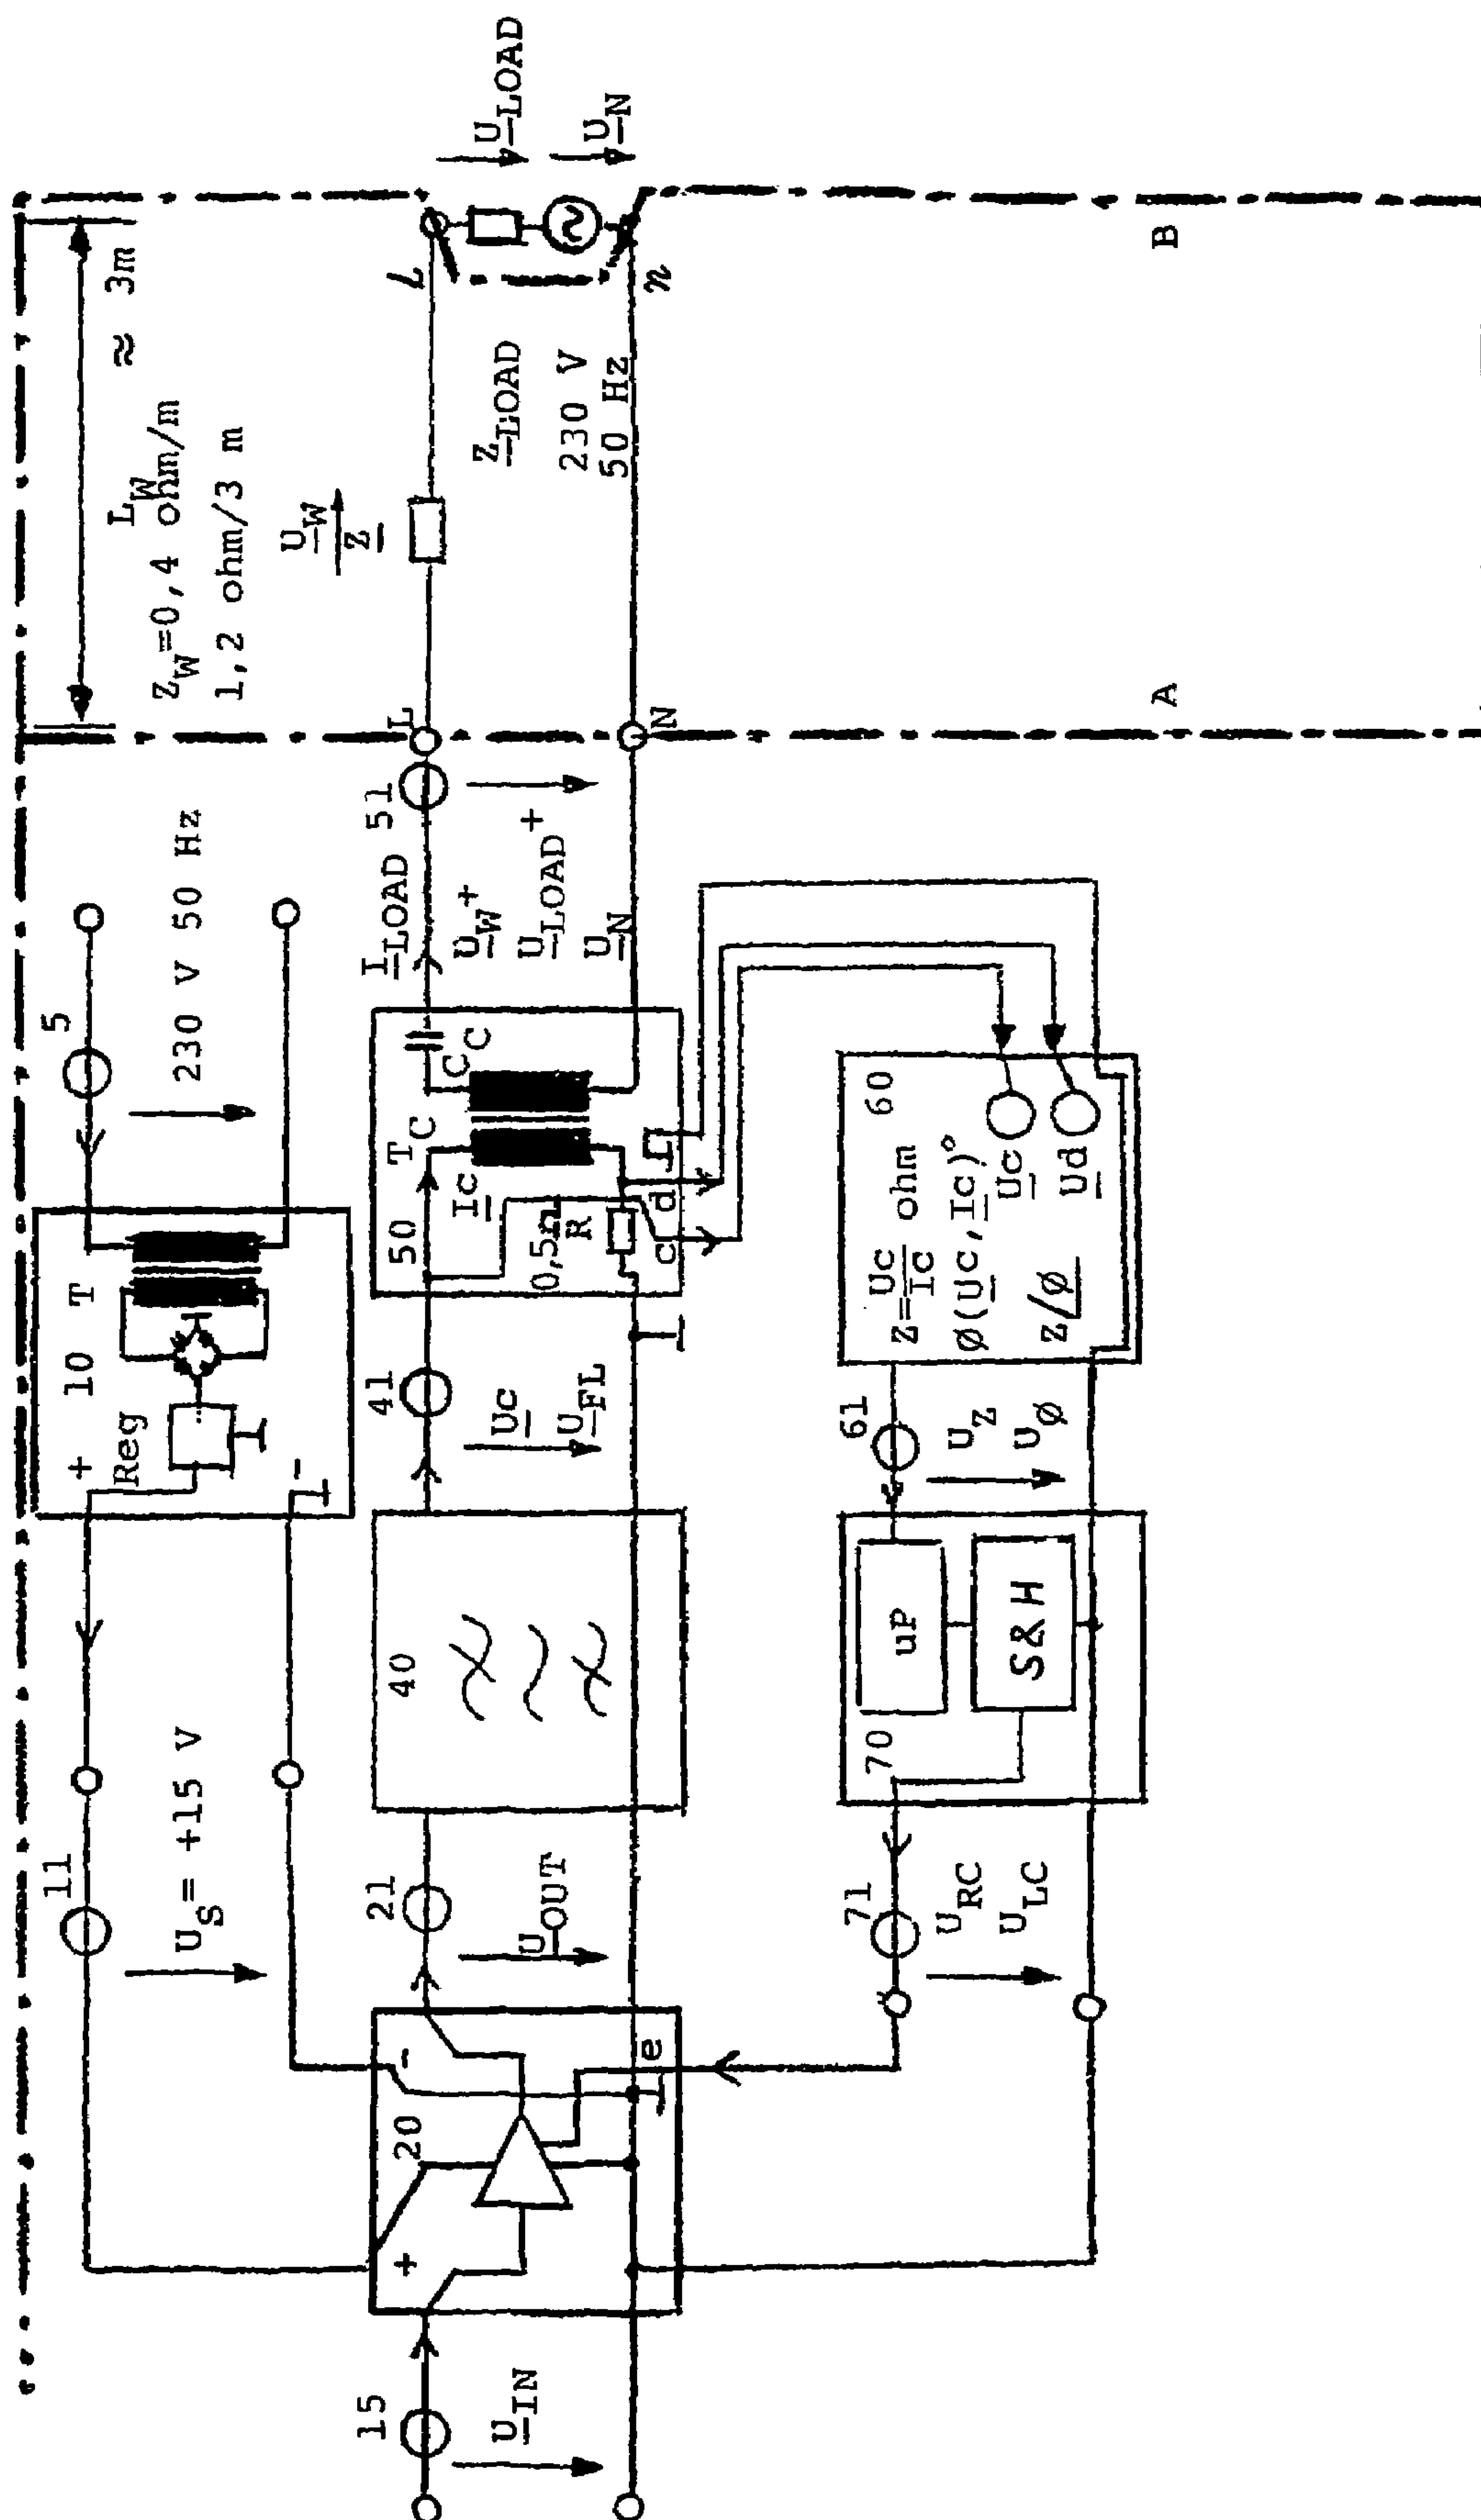 5
230 V 50 Hz
L_W ≈ 3m
Z_W=0,4 ohm/m
1,2 ohm/3 m
11
U_S= +15 V
+ 10 T
Reg
-
15
U_IN
+ 20 -
e
21
U_OUT
40
41
Uc
U_FL
50 T_C
Ic
C_C
0,5Ω
R
c d
I_LOAD 51
U_W+
U_LOAD+
U_N
L
N
U_W
Z
L
n
Z_LOAD
230 V
50 Hz
U_LOAD
U_N
A
B
60
Z=Uc/Ic ohm
Ø(Uc,Ic)°
Z/Ø
Uc
Ud
61
U_Z
U_Ø
70
uP
S&H
71
U_RC
U_LC